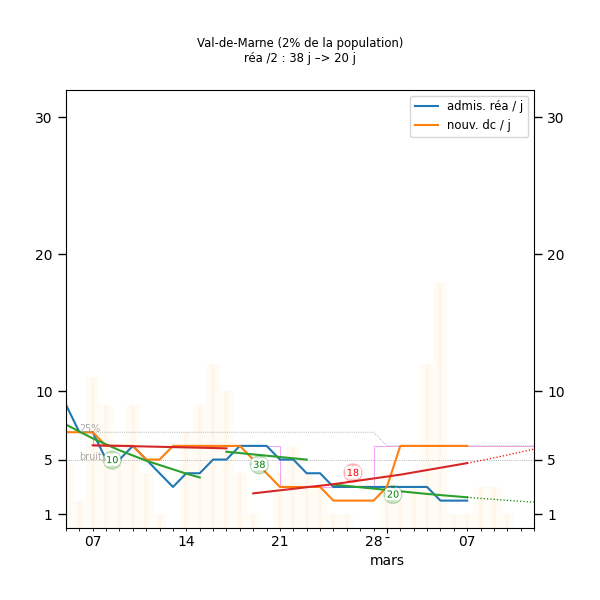 Val-de-Marne (2% de la population)
réa /2 : 38 j –> 20 j
admis. réa / j
nouv. dc / j
30 30
20 20
10 10
25%
bruit
10
38
18
20
5 5
1 1
07 14 21 28 07
mars